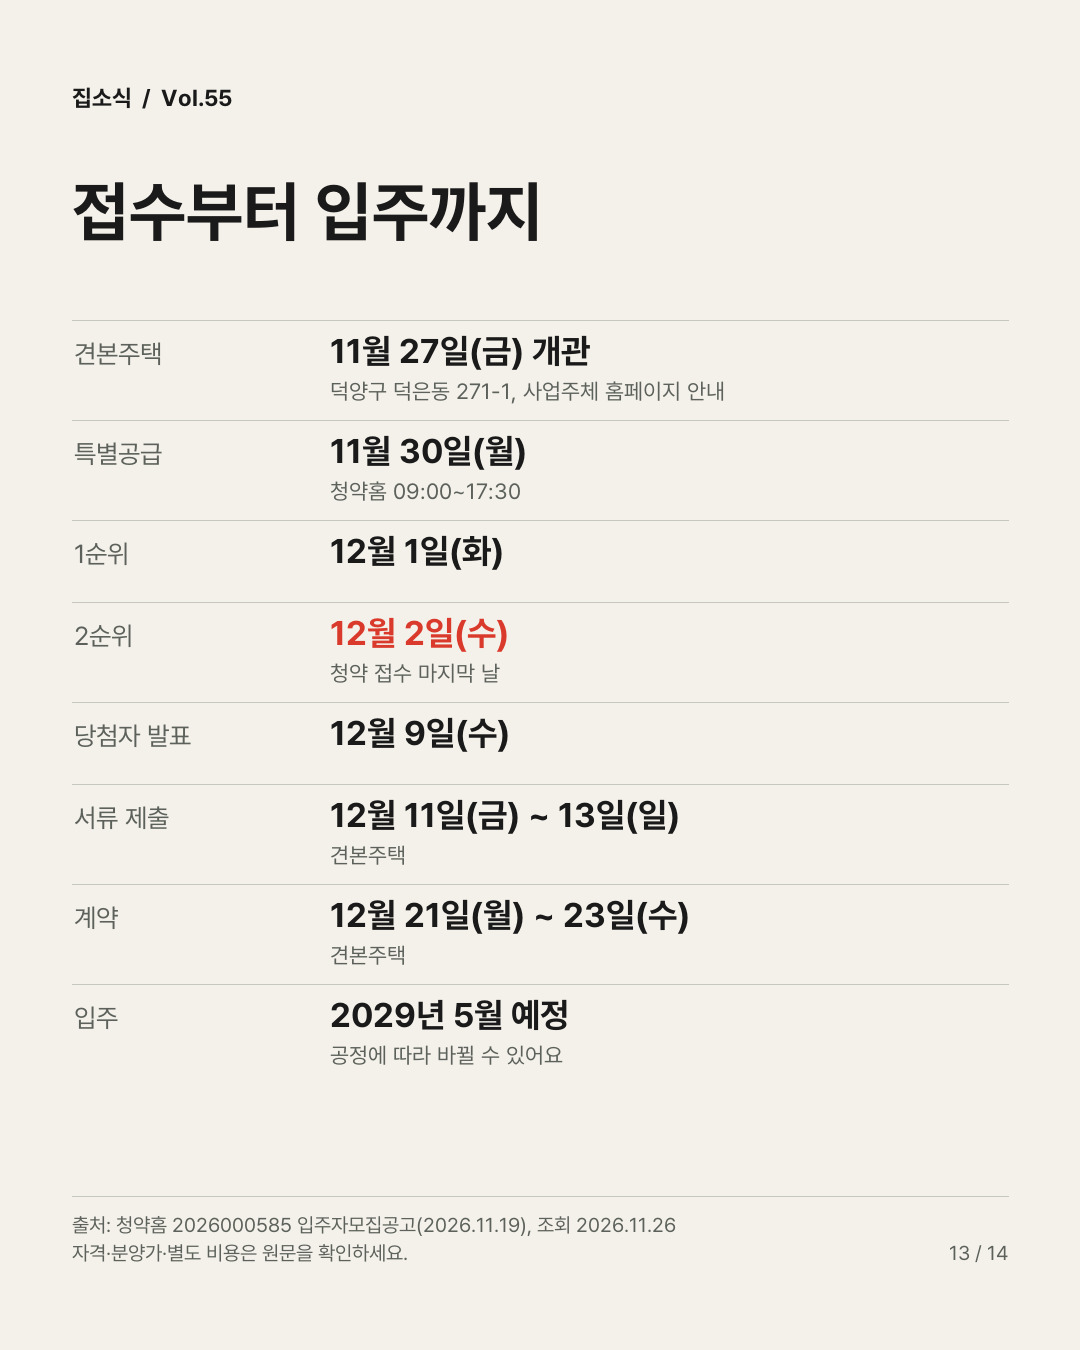 집소식 / Vol.55
접수부터 입주까지
견본주택
11월 27일(금) 개관
덕양구 덕은동 271-1, 사업주체 홈페이지 안내
특별공급
11월 30일(월)
청약홈 09:00~17:30
1순위
12월 1일(화)
2순위
12월 2일(수)
청약 접수 마지막 날
당첨자 발표
12월 9일(수)
서류 제출
12월 11일(금) ~ 13일(일)
견본주택
계약
12월 21일(월) ~ 23일(수)
견본주택
입주
2029년 5월 예정
공정에 따라 바뀔 수 있어요
출처: 청약홈 2026000585 입주자모집공고(2026.11.19), 조회 2026.11.26
자격·분양가·별도 비용은 원문을 확인하세요.
13 / 14